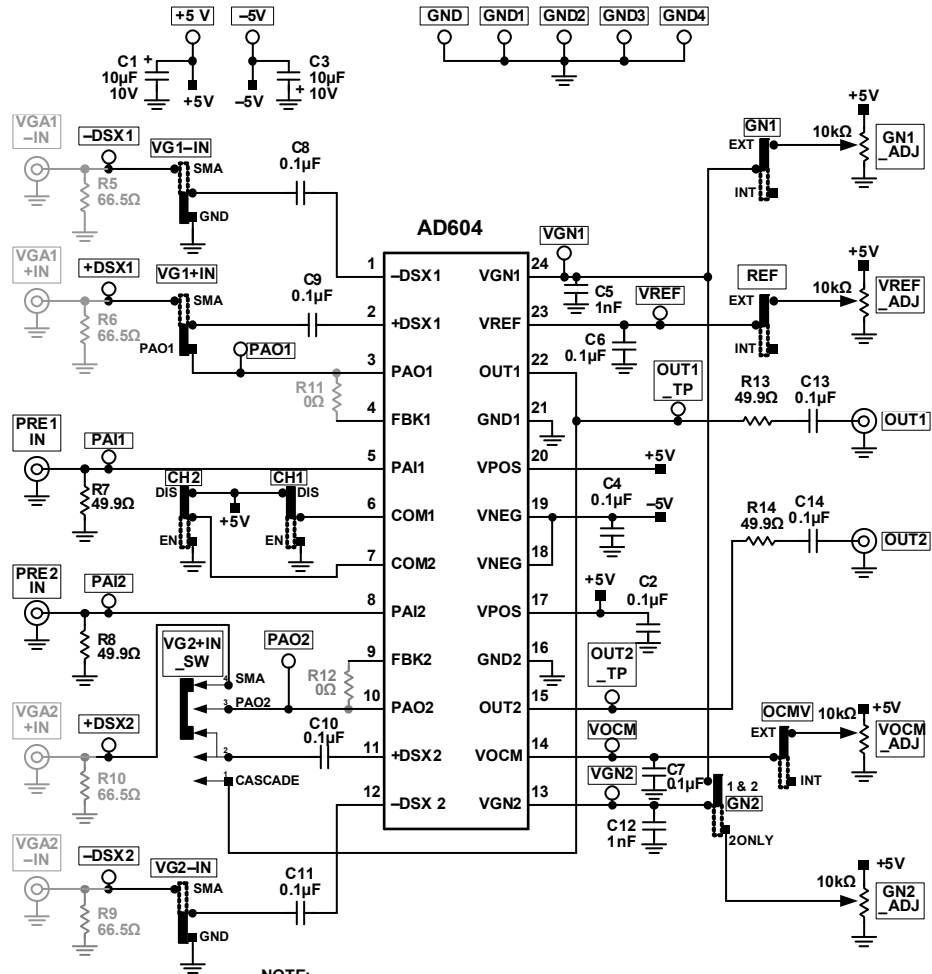 +5 V
–5V
GND
GND1
GND2
GND3
GND4
C1
10µF
10V
+
+5V
–5V
C3
10µF
10V
+
VGA1
–IN
–DSX1
VG1–IN
SMA
R5
66.5Ω
GND
C8
0.1µF
GN1
EXT
INT
+5V
10kΩ
GN1
_ADJ
AD604
VGA1
+IN
+DSX1
VG1+IN
SMA
R6
66.5Ω
PAO1
C9
0.1µF
PAO1
R11
0Ω
VGN1
C5
1nF
VREF
C6
0.1µF
REF
EXT
INT
+5V
10kΩ
VREF
_ADJ
1
–DSX1
VGN1
24
2
+DSX1
VREF
23
3
PAO1
OUT1
22
4
FBK1
GND1
21
5
PAI1
VPOS
20
6
COM1
VNEG
19
7
COM2
VNEG
18
8
PAI2
VPOS
17
9
FBK2
GND2
16
10
PAO2
OUT2
15
11
+DSX2
VOCM
14
12
–DSX 2
VGN2
13
OUT1
_TP
R13
49.9Ω
C13
0.1µF
OUT1
PRE1
IN
PAI1
R7
49.9Ω
CH2
DIS
EN
+5V
CH1
DIS
EN
+5V
C4
0.1µF
–5V
R14
49.9Ω
C14
0.1µF
OUT2
PRE2
IN
PAI2
R8
49.9Ω
+5V
C2
0.1µF
VG2+IN
_SW
4
SMA
3
PAO2
2
1
CASCADE
PAO2
R12
0Ω
C10
0.1µF
OUT2
_TP
VGA2
+IN
+DSX2
R10
66.5Ω
VOCM
C7
0.1µF
OCMV
EXT
INT
10kΩ
+5V
VOCM
_ADJ
VGN2
C12
1nF
1 & 2
GN2
2ONLY
VGA2
–IN
–DSX2
VG2–IN
SMA
R9
66.5Ω
GND
C11
0.1µF
+5V
10kΩ
GN2
_ADJ
NOTE: